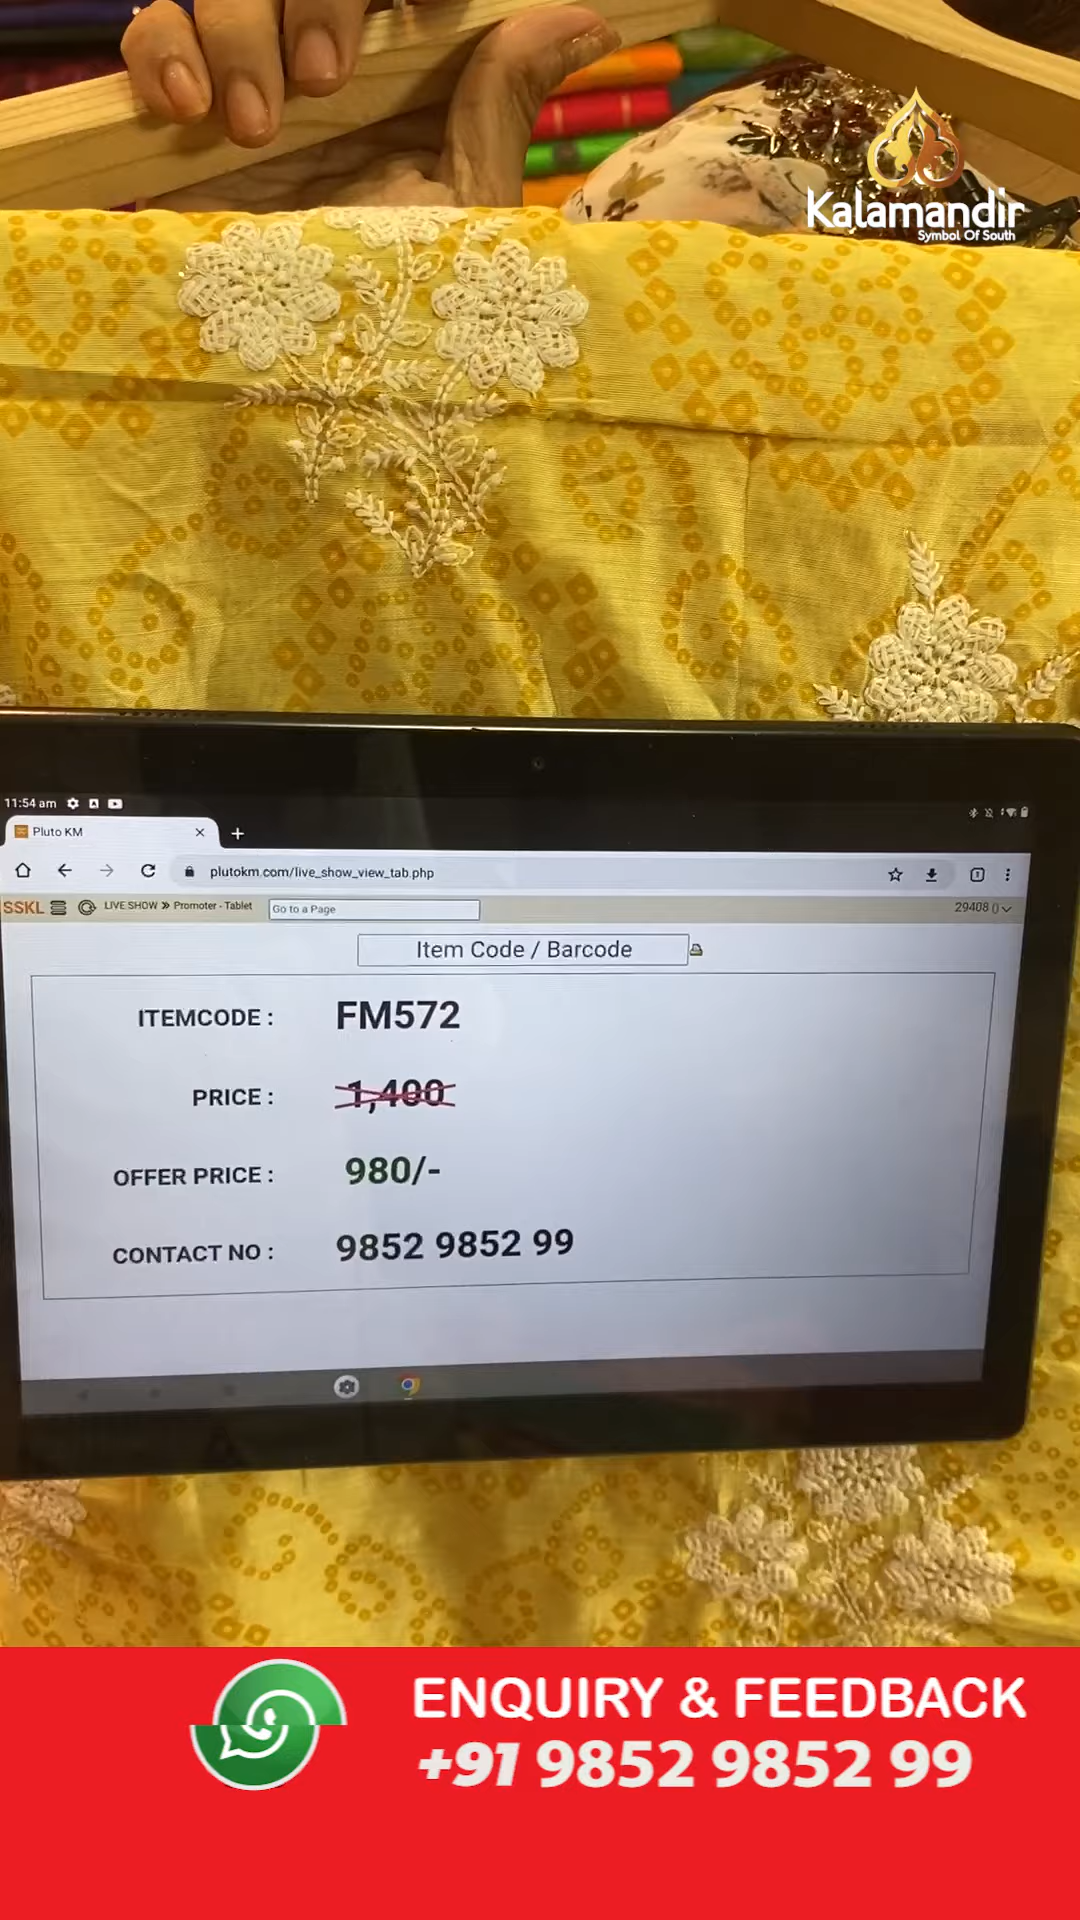 Kalamandir
Symbol Of South
11:54 am
Pluto KM
plutokm.com/live_show_view_tab.php
SSKL LIVE SHOW » Promoter - Tablet Go to a Page 29408 ()
Item Code / Barcode
ITEMCODE : FM572
PRICE : 1,400
OFFER PRICE : 980/-
CONTACT NO : 9852 9852 99
ENQUIRY & FEEDBACK
+91 9852 9852 99